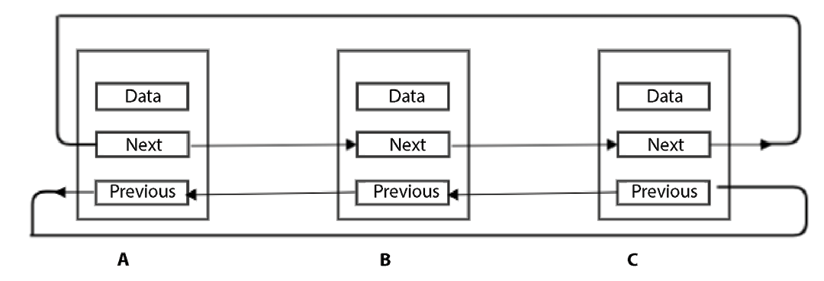 Data Data Data
Next Next Next
Previous Previous Previous
A B C